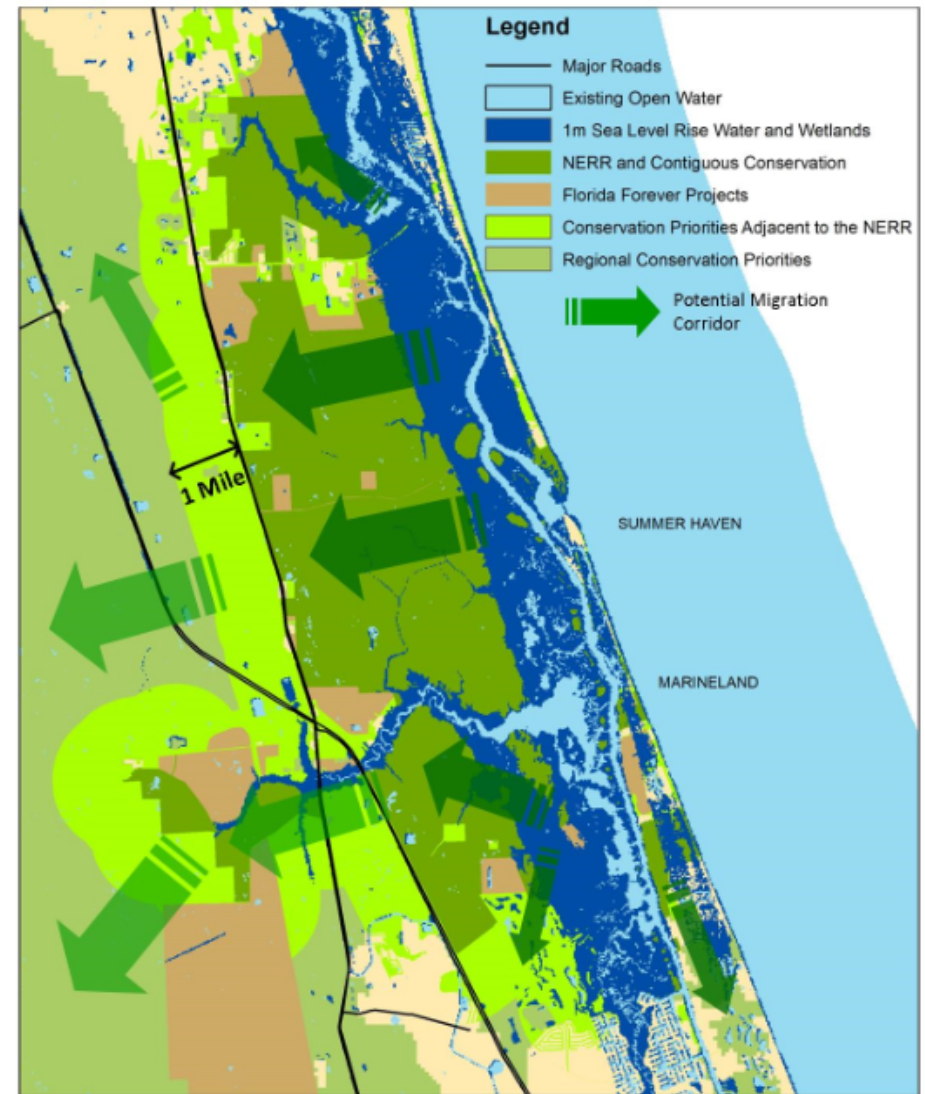 Legend
Major Roads
Existing Open Water
1m Sea Level Rise Water and Wetlands
NERR and Contiguous Conservation
Florida Forever Projects
Conservation Priorities Adjacent to the NERR
Regional Conservation Priorities
Potential Migration
Corridor
1 Mile
SUMMER HAVEN
MARINELAND